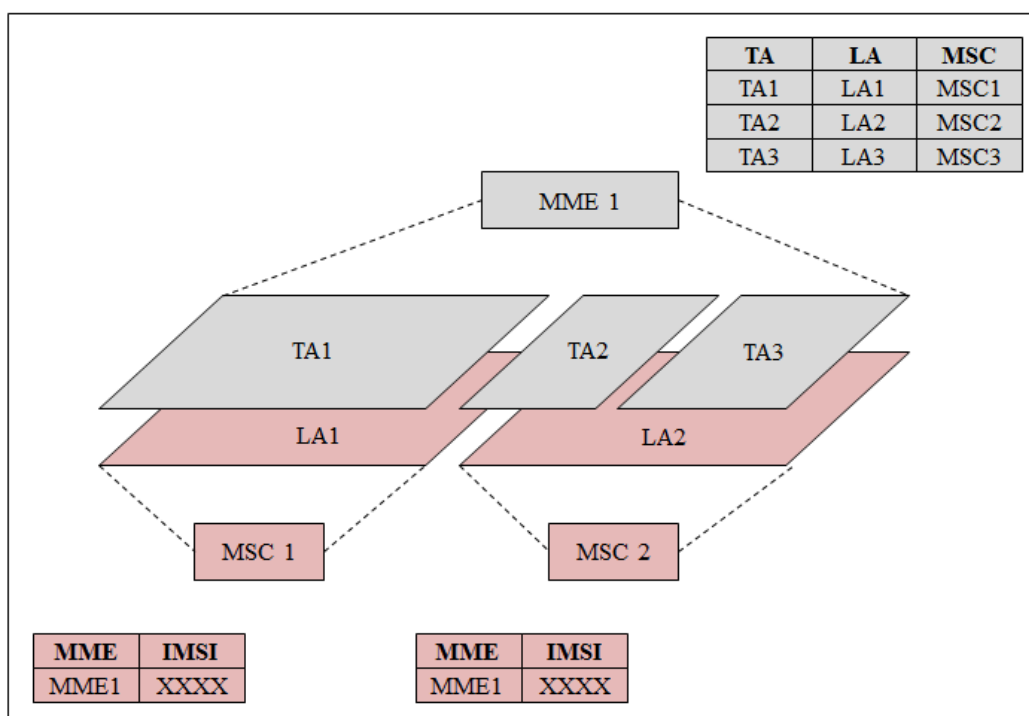 TA LA MSC
TA1 LA1 MSC1
TA2 LA2 MSC2
TA3 LA3 MSC3
MME 1
TA1 TA2 TA3
LA1 LA2
MSC 1 MSC 2
MME IMSI MME IMSI
MME1 XXXX MME1 XXXX